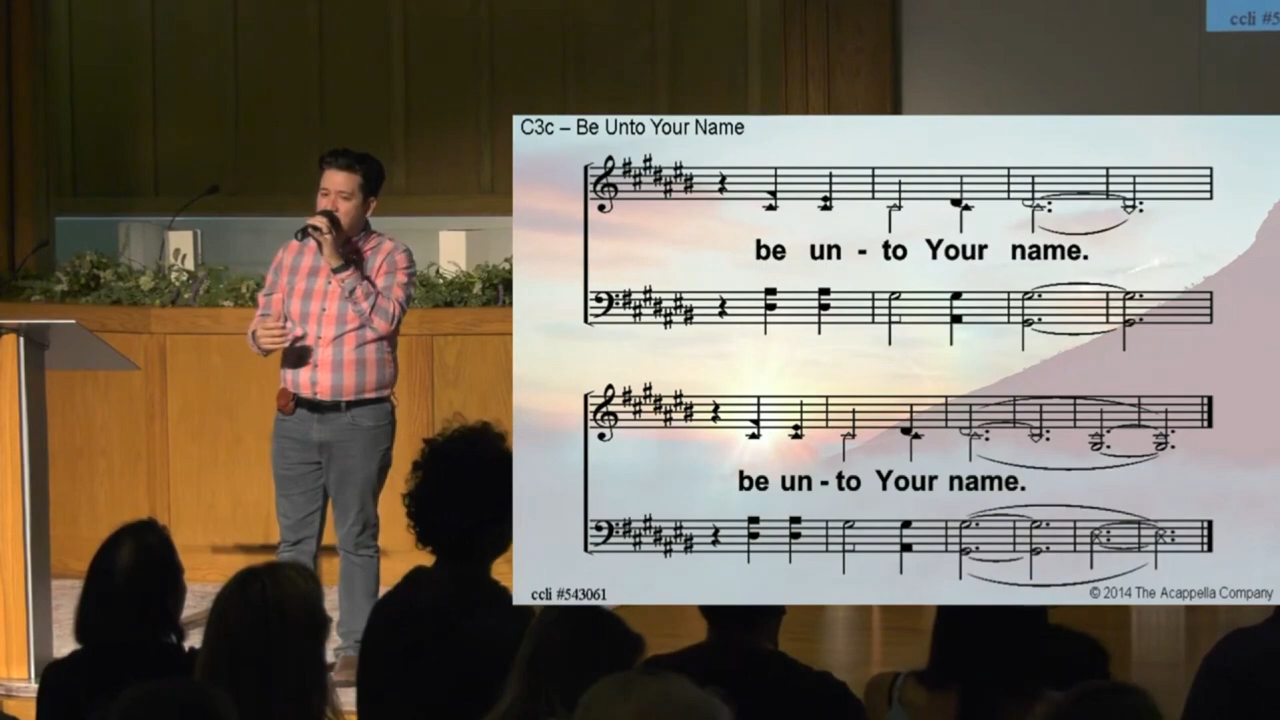 ccli #5
C3c – Be Unto Your Name
be un - to Your name.
be un - to Your name.
ccli #543061
© 2014 The Acappella Company